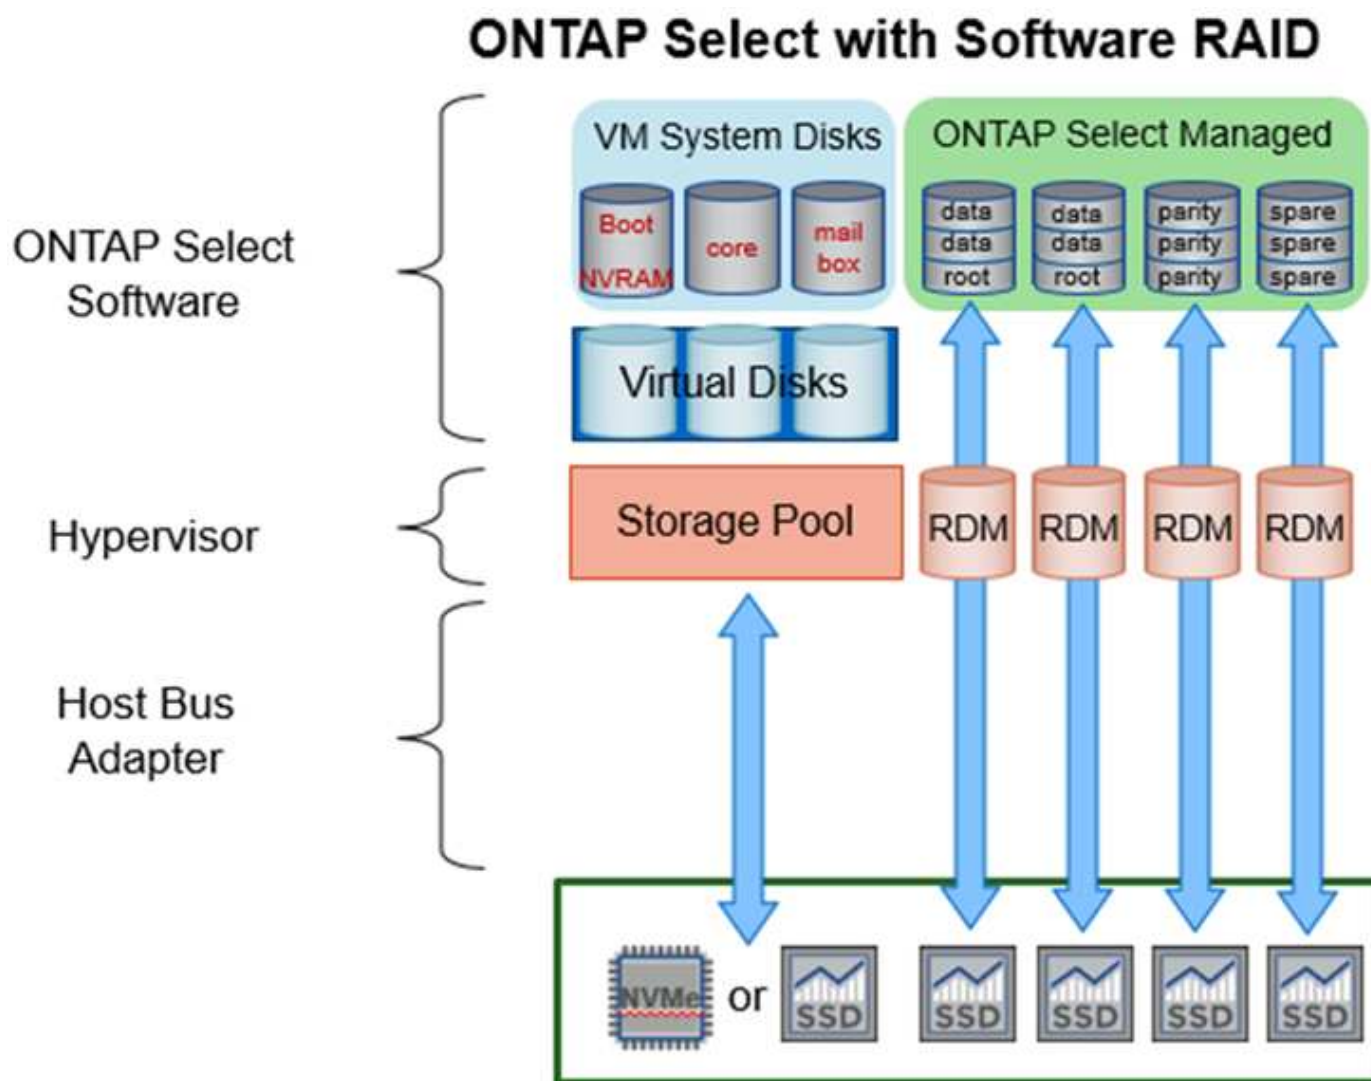 ONTAP Select with Software RAID
ONTAP Select
Software
VM System Disks
Boot
NVRAM
core
mail
box
ONTAP Select Managed
data
data
root
data
data
root
parity
parity
parity
spare
spare
spare
Virtual Disks
Hypervisor
Storage Pool
RDM
RDM
RDM
RDM
Host Bus
Adapter
NVMe
or
SSD
SSD
SSD
SSD
SSD